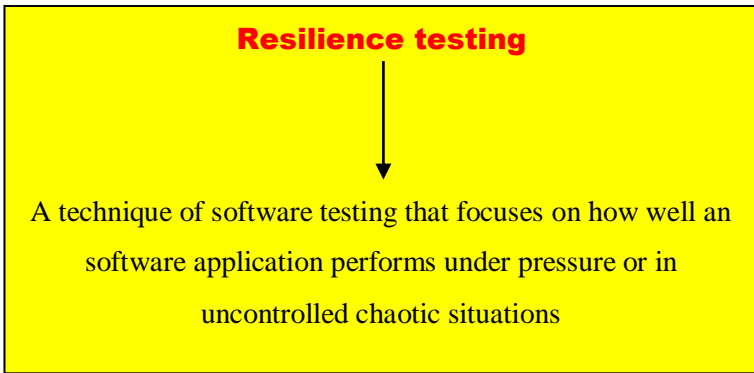 Resilience testing
A technique of software testing that focuses on how well an
software application performs under pressure or in
uncontrolled chaotic situations